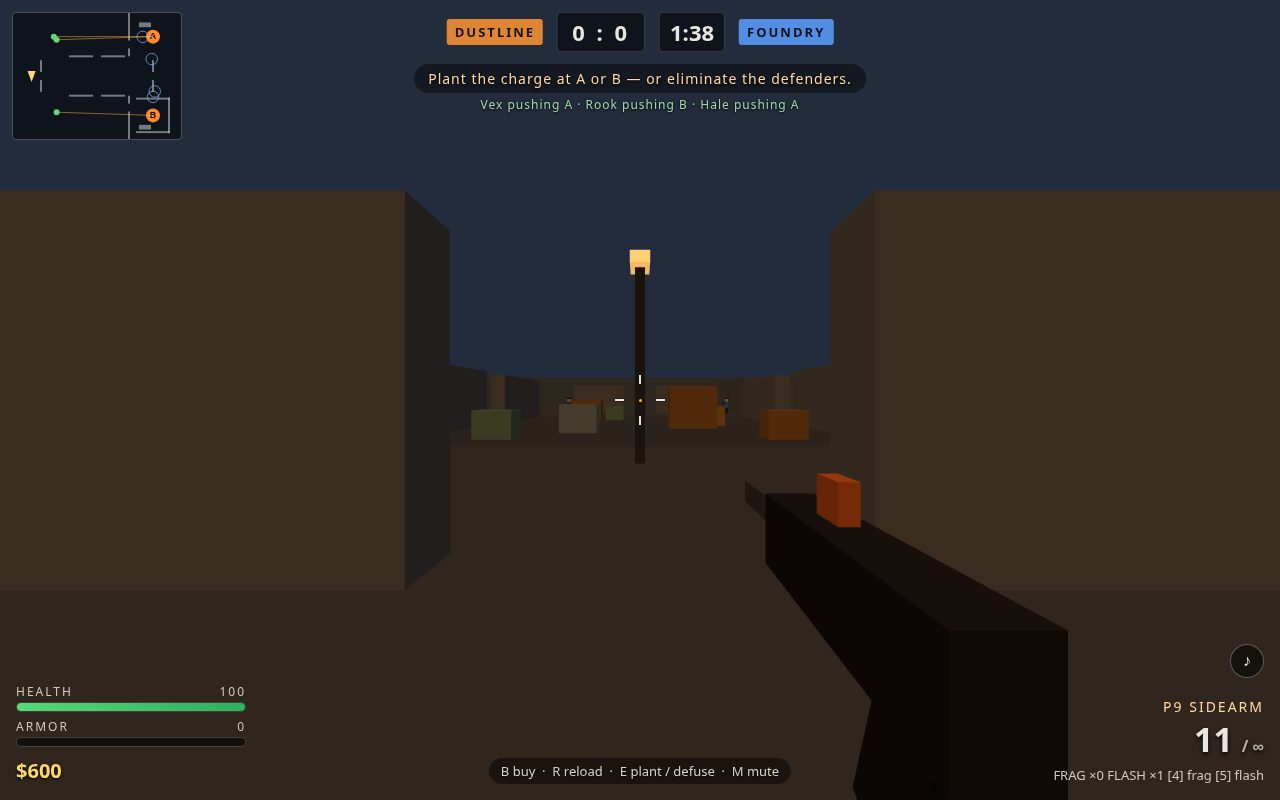 A
B
DUSTLINE
0 : 0
1:38
FOUNDRY
Plant the charge at A or B — or eliminate the defenders.
Vex pushing A · Rook pushing B · Hale pushing A
HEALTH 100
ARMOR 0
$600
B buy · R reload · E plant / defuse · M mute
♪
P9 SIDEARM
11 / ∞
FRAG ×0 FLASH ×1 [4] frag [5] flash